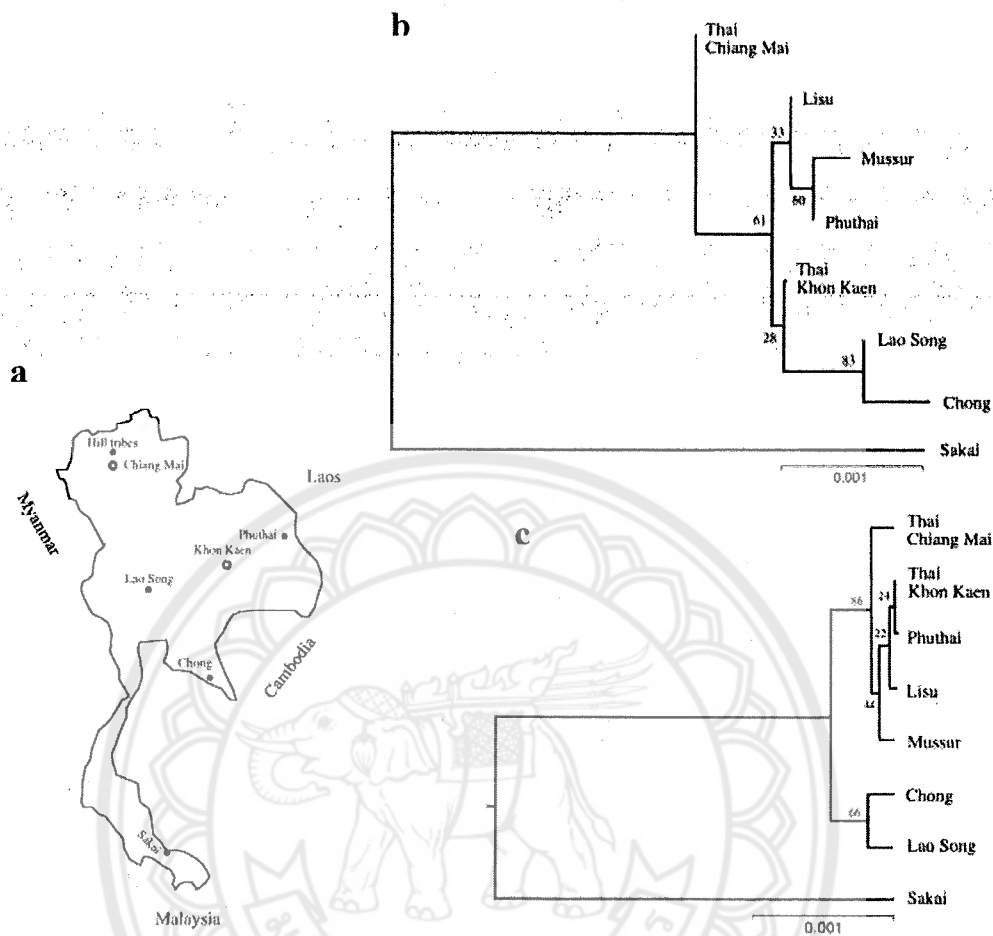 b
Thai
Chiang Mai
Lisu
33
Mussur
60
Phuthai
61
Thai
Khon Kaen
28
Lao Song
83
Chong
Sakai
0.001
a
Hill tribes
Chiang Mai
Laos
Myanmar
Phuthai
Khon Kaen
Lao Song
Chong
Cambodia
Sakai
Malaysia
c
Thai
Chiang Mai
Thai
Khon Kaen
86
22
Phuthai
Lisu
Mussur
Chong
66
Lao Song
Sakai
0.001